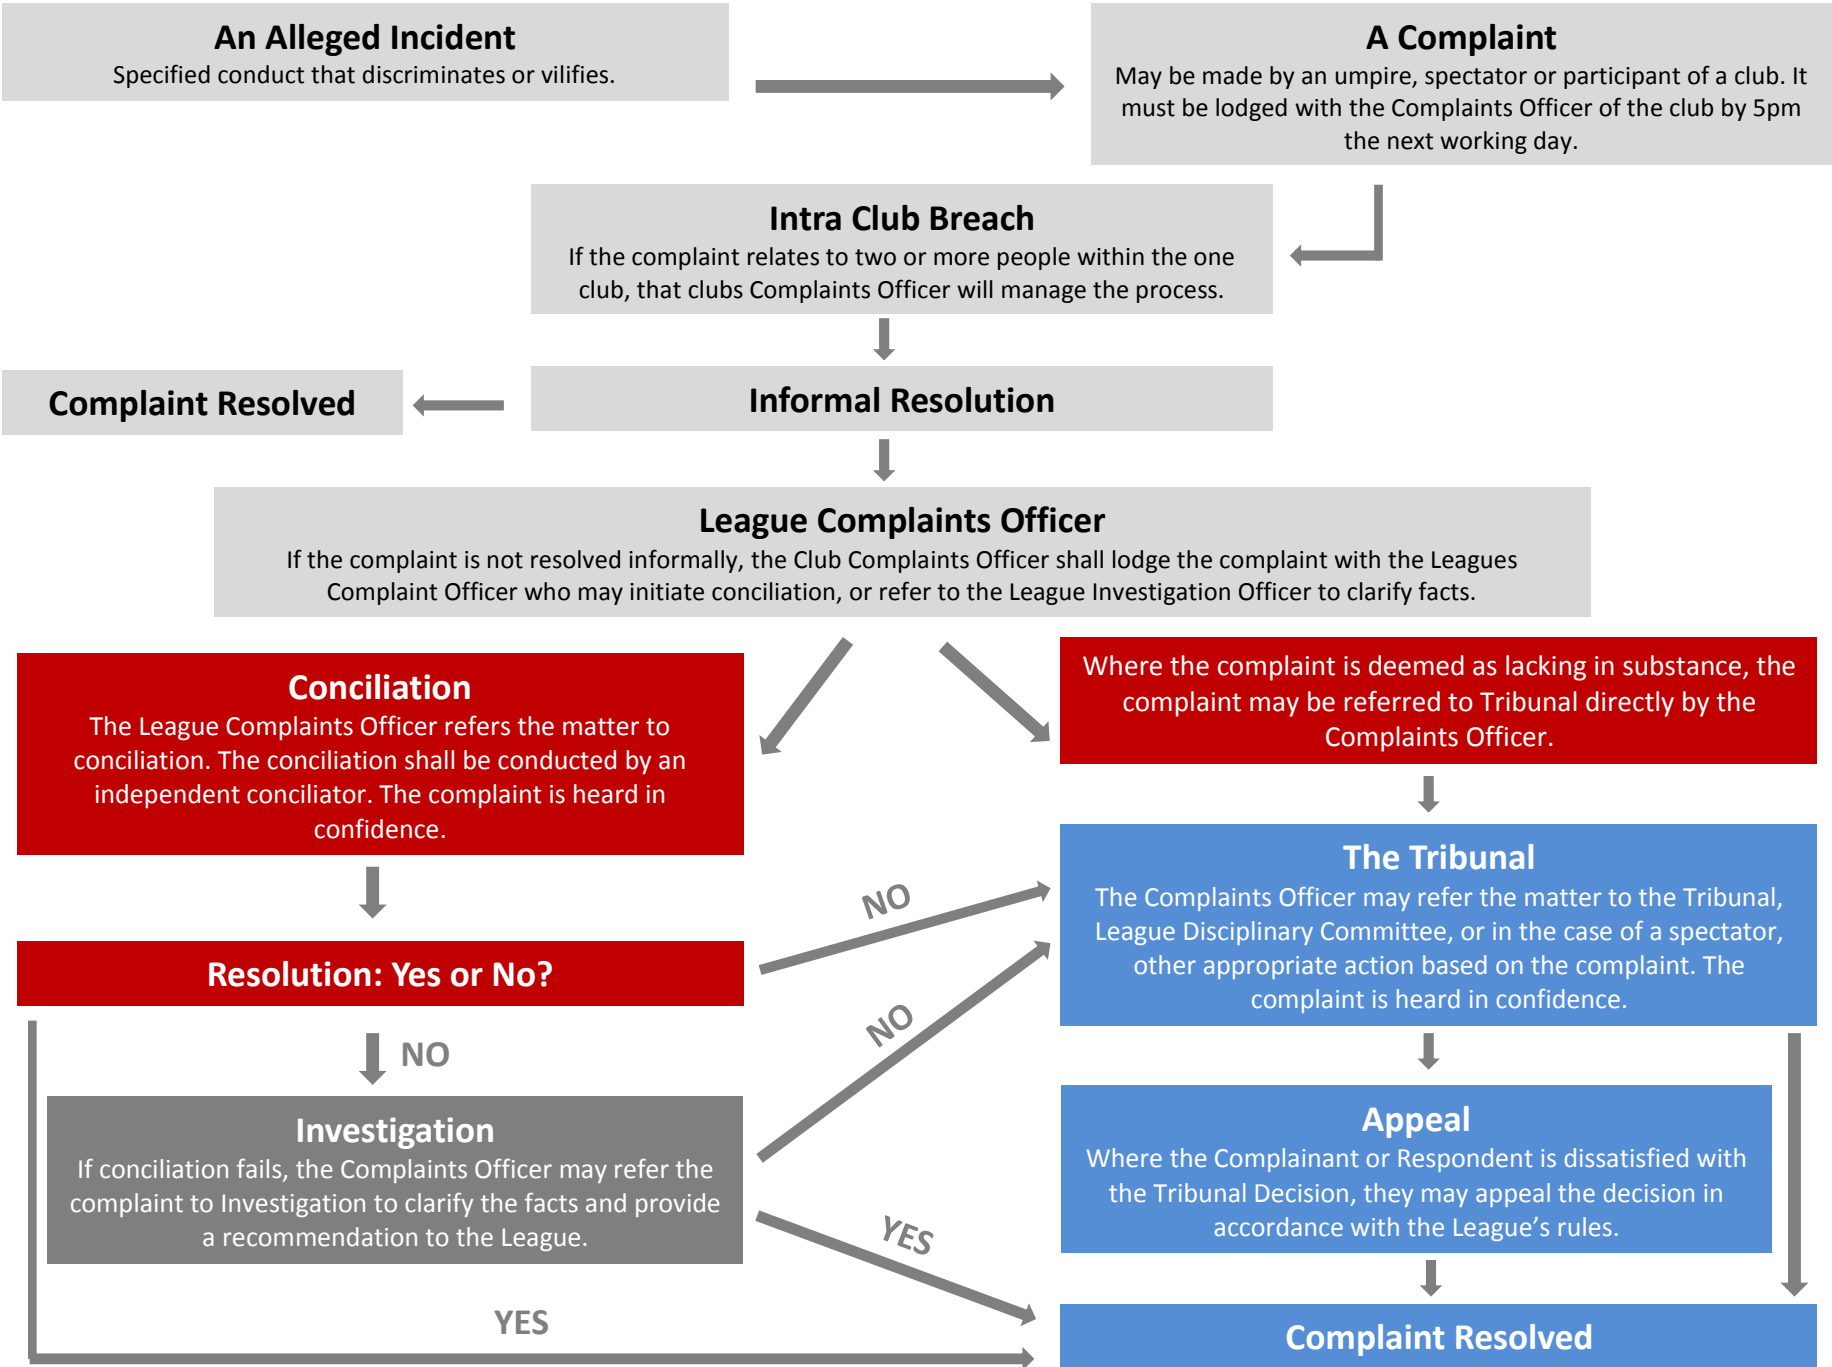 An Alleged Incident
Specified conduct that discriminates or vilifies.
A Complaint
May be made by an umpire, spectator or participant of a club. It
must be lodged with the Complaints Officer of the club by 5pm
the next working day.
Intra Club Breach
If the complaint relates to two or more people within the one
club, that clubs Complaints Officer will manage the process.
Complaint Resolved
Informal Resolution
League Complaints Officer
If the complaint is not resolved informally, the Club Complaints Officer shall lodge the complaint with the Leagues
Complaint Officer who may initiate conciliation, or refer to the League Investigation Officer to clarify facts.
Conciliation
The League Complaints Officer refers the matter to
conciliation. The conciliation shall be conducted by an
independent conciliator. The complaint is heard in
confidence.
Where the complaint is deemed as lacking in substance, the
complaint may be referred to Tribunal directly by the
Complaints Officer.
The Tribunal
The Complaints Officer may refer the matter to the Tribunal,
League Disciplinary Committee, or in the case of a spectator,
other appropriate action based on the complaint. The
complaint is heard in confidence.
NO
Resolution: Yes or No?
NO
NO
Investigation
If conciliation fails, the Complaints Officer may refer the
complaint to Investigation to clarify the facts and provide
a recommendation to the League.
Appeal
Where the Complainant or Respondent is dissatisfied with
the Tribunal Decision, they may appeal the decision in
accordance with the League’s rules.
YES
YES
Complaint Resolved